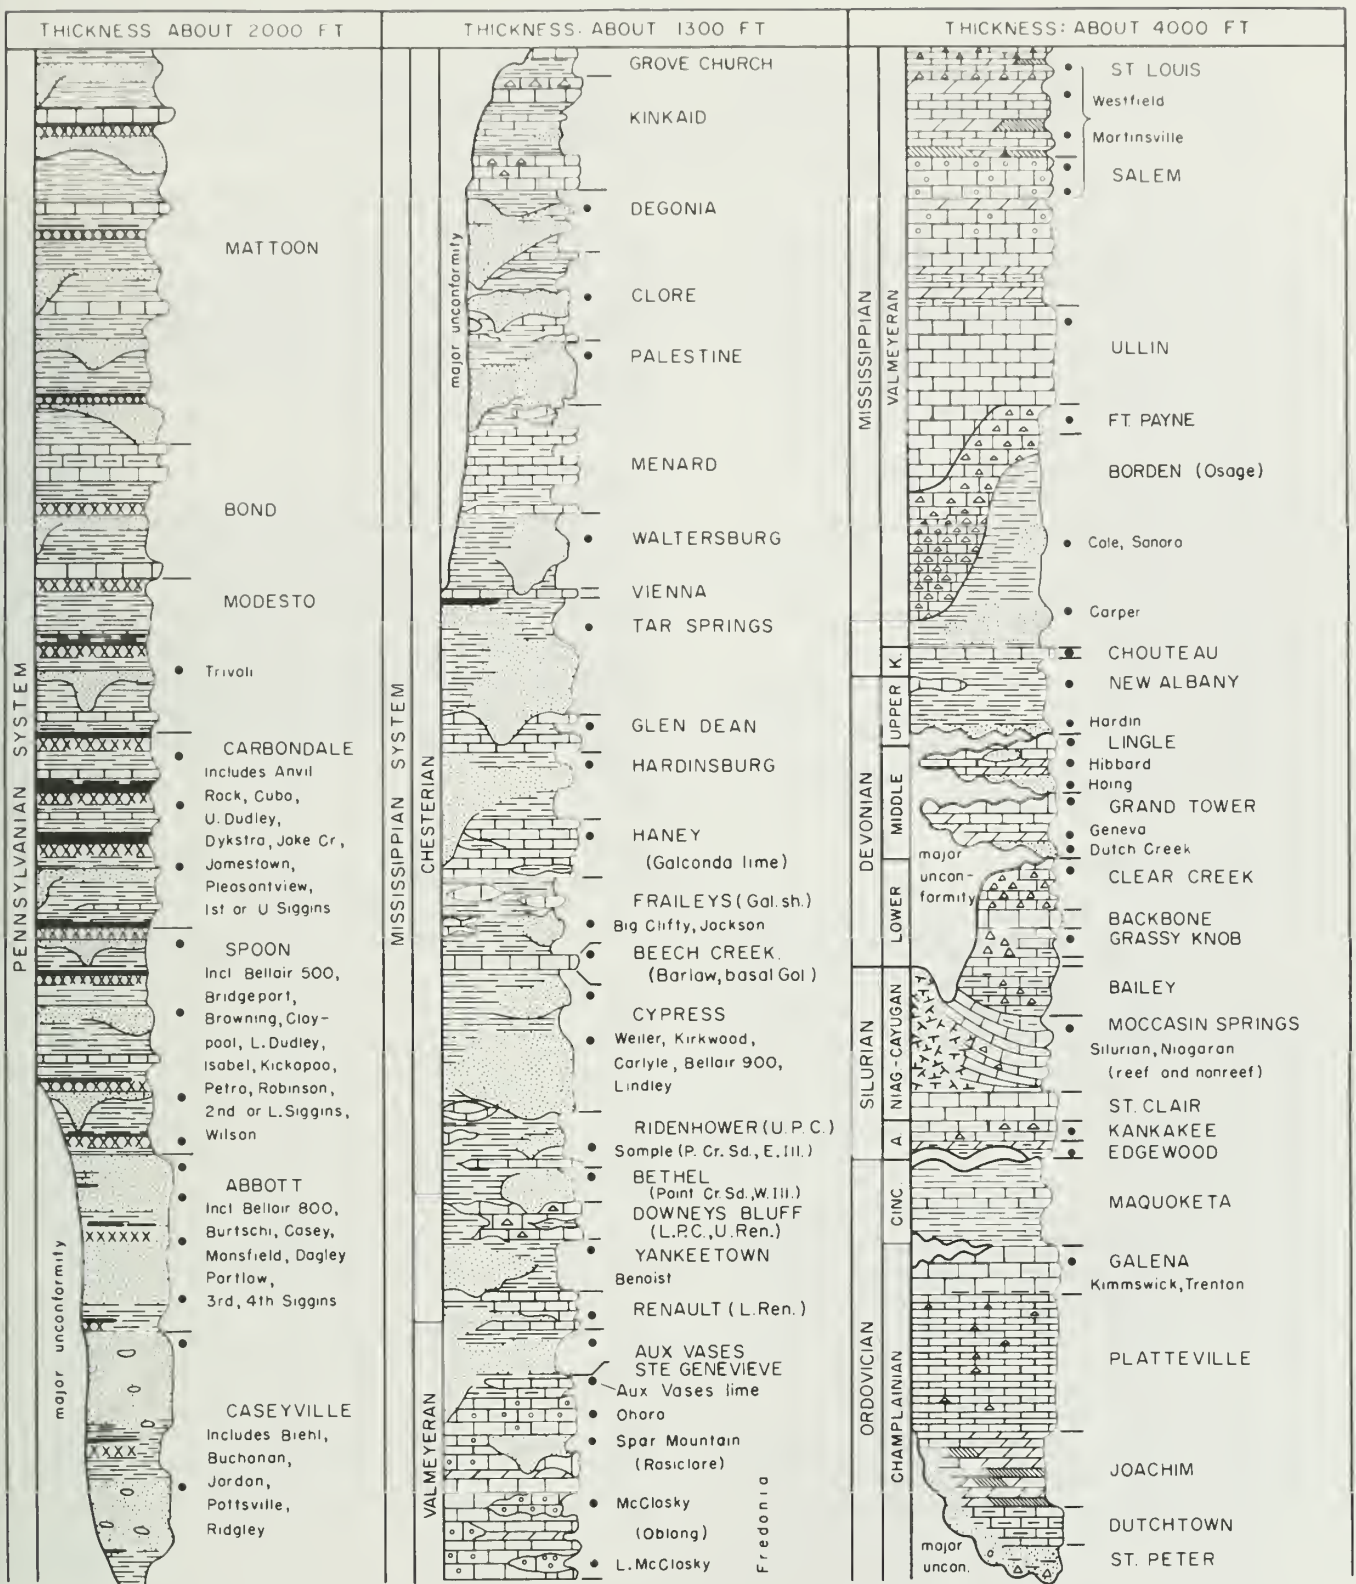 THICKNESS ABOUT 2000 FT
PENNSYLVANIAN SYSTEM
MATTOON
BOND
MODESTO
Trivoli
CARBONDALE
Includes Anvil
Rock, Cuba,
U. Dudley,
Dykstra, Jake Cr,
Jamestown,
Pleasantview,
1st or U Siggins
SPOON
Incl Bellair 500,
Bridgeport,
Browning, Clay-
pool, L. Dudley,
Isabel, Kickapoo,
Petro, Robinson,
2nd or L. Siggins,
Wilson
ABBOTT
Incl Bellair 800,
Burtschi, Casey,
Mansfield, Dagley
Partlow,
3rd, 4th Siggins
major unconformity
CASEYVILLE
Includes Biehl,
Buchanan,
Jordan,
Pottsville,
Ridgley
THICKNESS: ABOUT 1300 FT
MISSISSIPPIAN SYSTEM
CHESTERIAN
VALMEYERAN
major unconformity
GROVE CHURCH
KINKAID
DEGONIA
CLORE
PALESTINE
MENARD
WALTERSBURG
VIENNA
TAR SPRINGS
GLEN DEAN
HARDINSBURG
HANEY
(Golconda lime)
FRAILEYS (Gol. sh.)
Big Clifty, Jackson
BEECH CREEK
(Barlow, basal Gol)
CYPRESS
Weiler, Kirkwood,
Carlyle, Bellair 900,
Lindley
RIDENHOWER (U.P.C.)
Sample (P. Cr. Sd., E. Ill.)
BETHEL
(Paint Cr. Sd., W. Ill.)
DOWNEYS BLUFF
(L.P.C., U. Ren.)
YANKEETOWN
Benoist
RENAULT (L. Ren.)
AUX VASES
STE GENEVIEVE
Aux Vases lime
Ohara
Spar Mountain
(Rosiclare)
McClosky
(Oblong)
L. McClosky
Fredonia
THICKNESS: ABOUT 4000 FT
MISSISSIPPIAN
VALMEYERAN
ST LOUIS
Westfield
Martinsville
SALEM
ULLIN
FT. PAYNE
BORDEN (Osage)
Cole, Sonora
Carper
K.
CHOUTEAU
DEVONIAN
UPPER
NEW ALBANY
Hardin
MIDDLE
LINGLE
Hibbard
Hoing
GRAND TOWER
Geneva
Dutch Creek
major
uncon-
formity
LOWER
CLEAR CREEK
BACKBONE
GRASSY KNOB
BAILEY
SILURIAN
NIAG-CAYUGAN
MOCCASIN SPRINGS
Silurian, Niagaran
(reef and nonreef)
ST. CLAIR
A.
KANKAKEE
EDGEWOOD
ORDOVICIAN
CINC.
MAQUOKETA
CHAMPLAINIAN
GALENA
Kimmswick, Trenton
PLATTEVILLE
JOACHIM
DUTCHTOWN
major
uncon.
ST. PETER